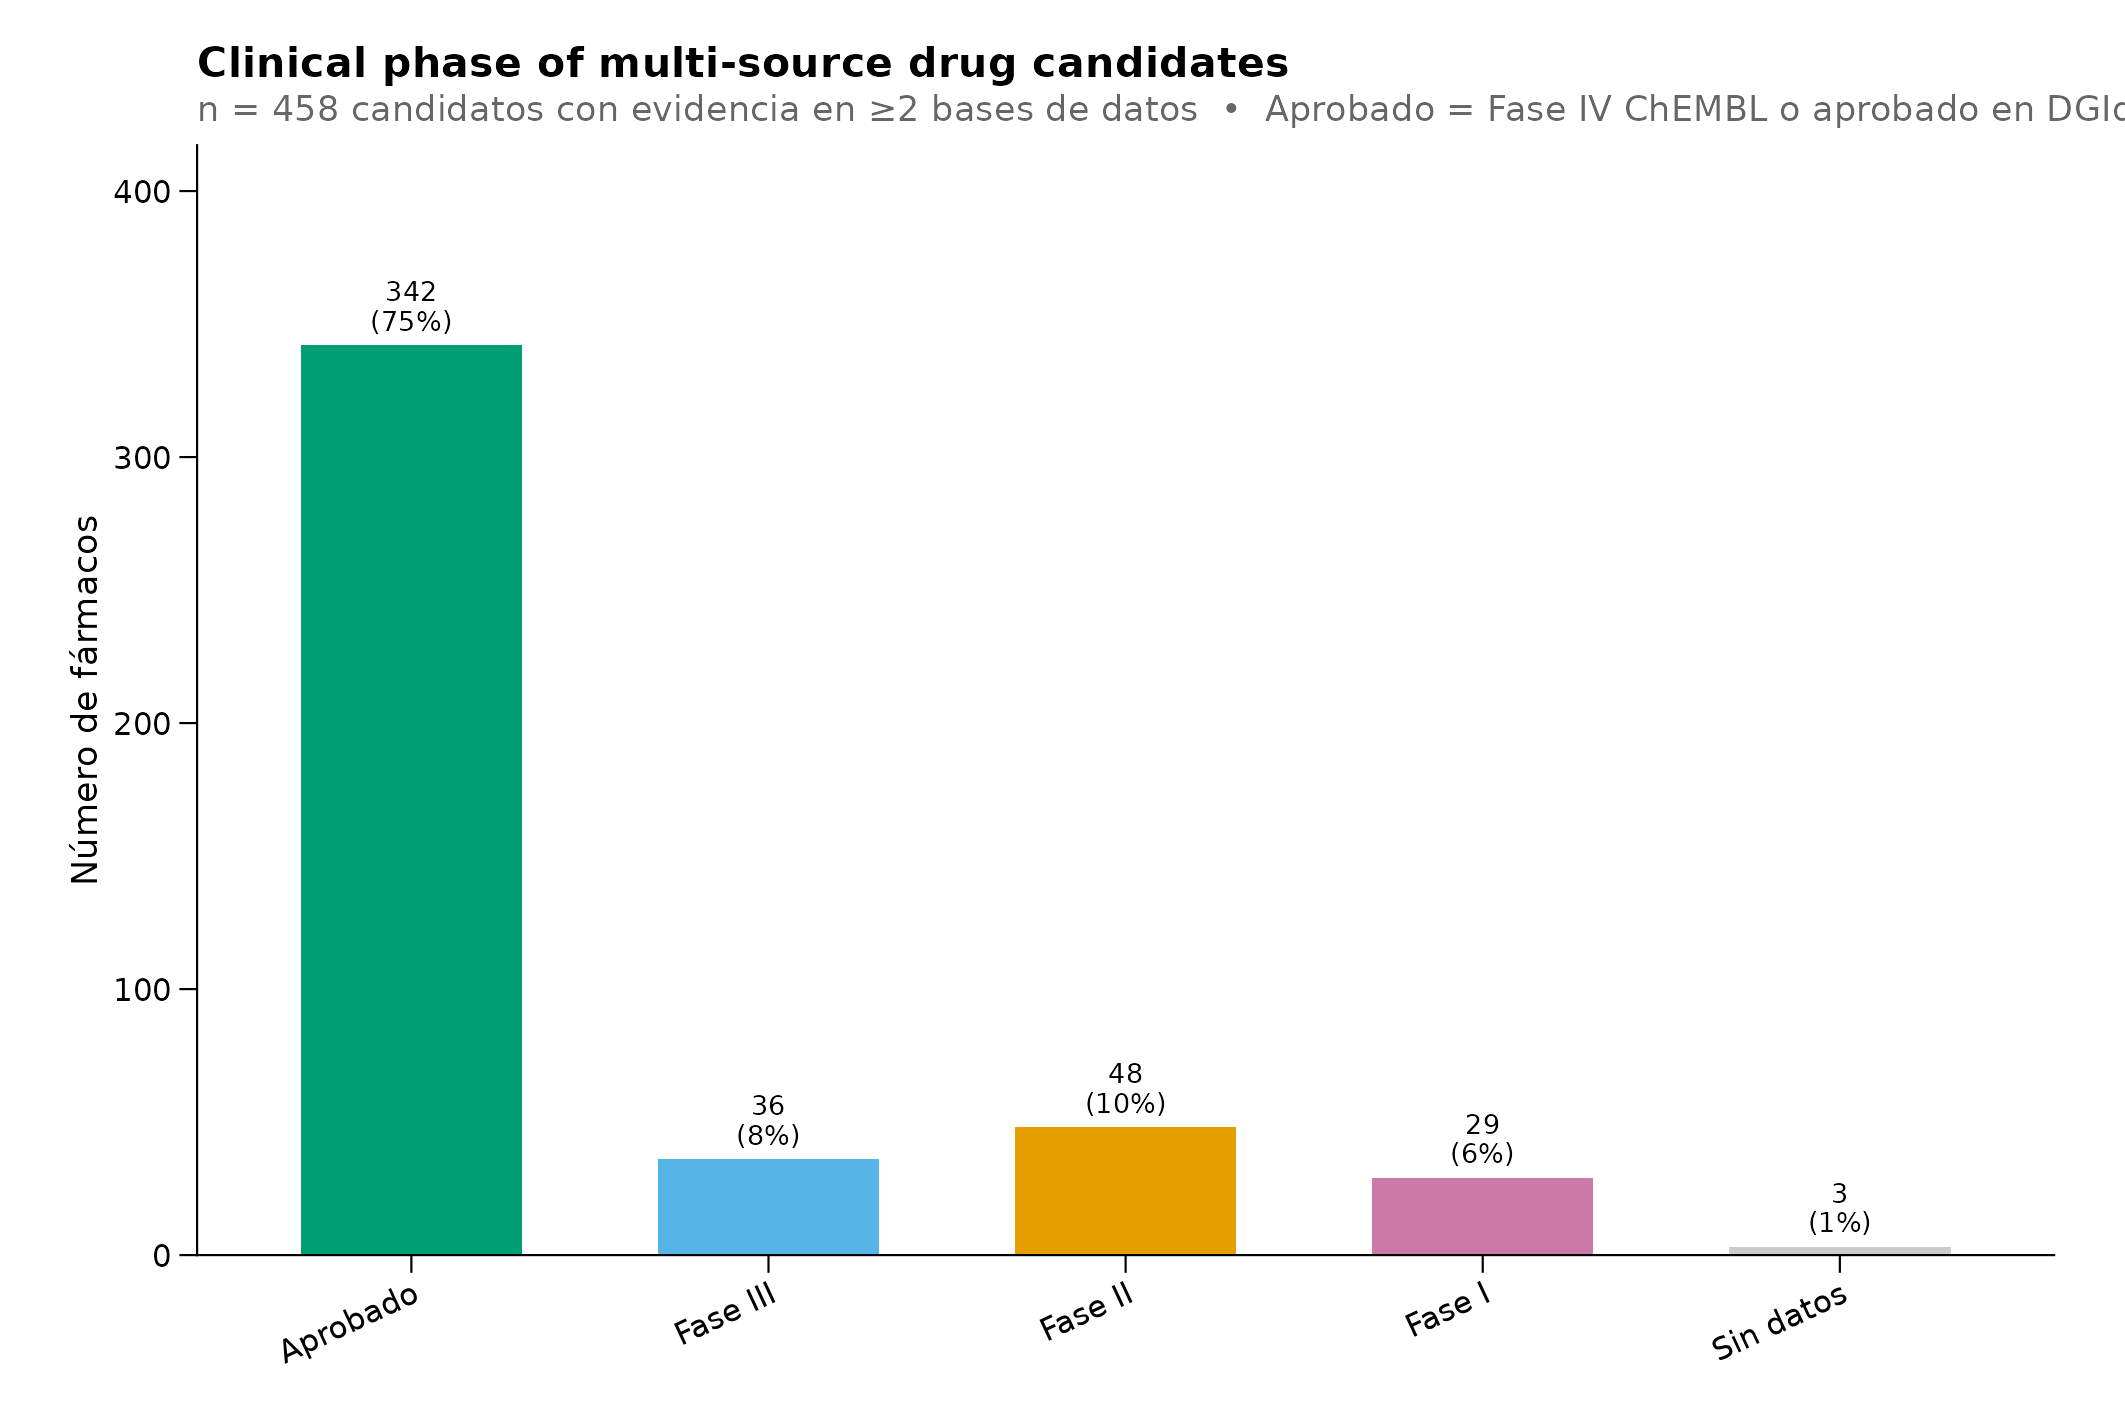 Clinical phase of multi-source drug candidates
n = 458 candidatos con evidencia en ≥2 bases de datos • Aprobado = Fase IV ChEMBL o aprobado en
Número de fármacos
400
300
200
100
0
342
(75%)
36
(8%)
48
(10%)
29
(6%)
3
(1%)
Aprobado
Fase III
Fase II
Fase I
Sin datos